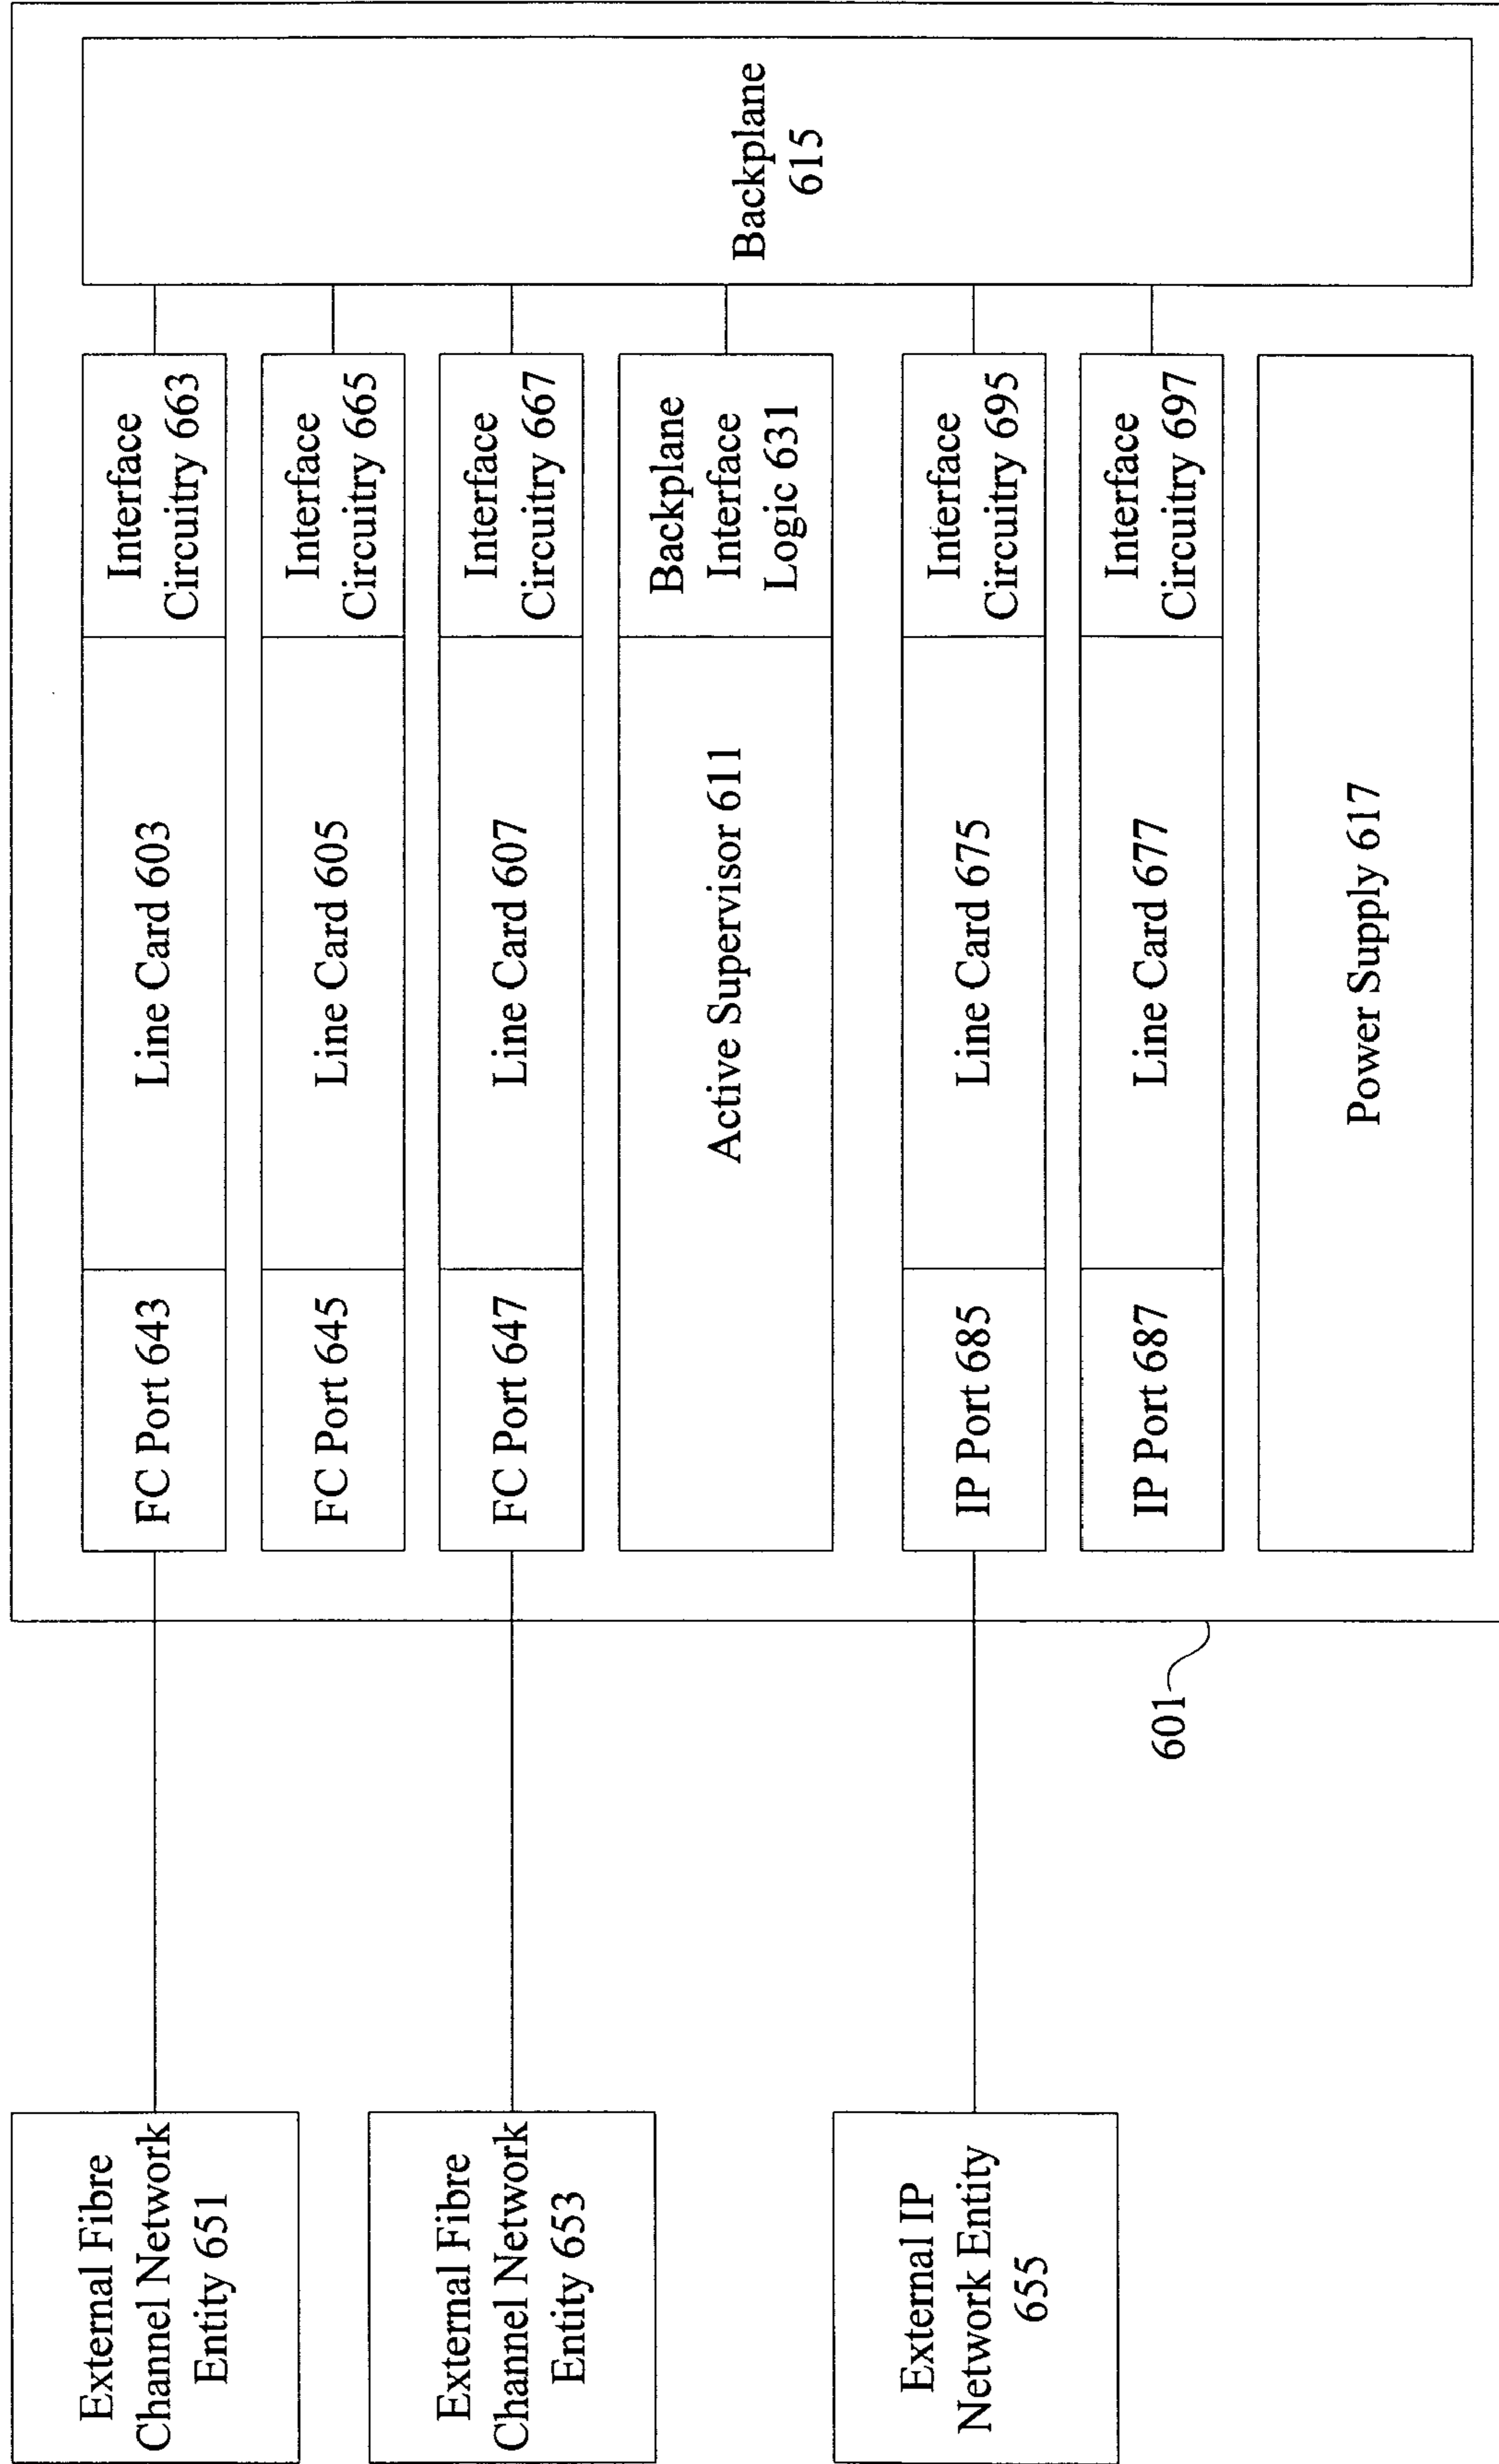 External Fibre
Channel Network
Entity 651
External Fibre
Channel Network
Entity 653
External IP
Network Entity
655
601
FC Port 643
Line Card 603
Interface
Circuitry 663
FC Port 645
Line Card 605
Interface
Circuitry 665
FC Port 647
Line Card 607
Interface
Circuitry 667
Active Supervisor 611
Backplane
Interface
Logic 631
IP Port 685
Line Card 675
Interface
Circuitry 695
IP Port 687
Line Card 677
Interface
Circuitry 697
Power Supply 617
Backplane
615